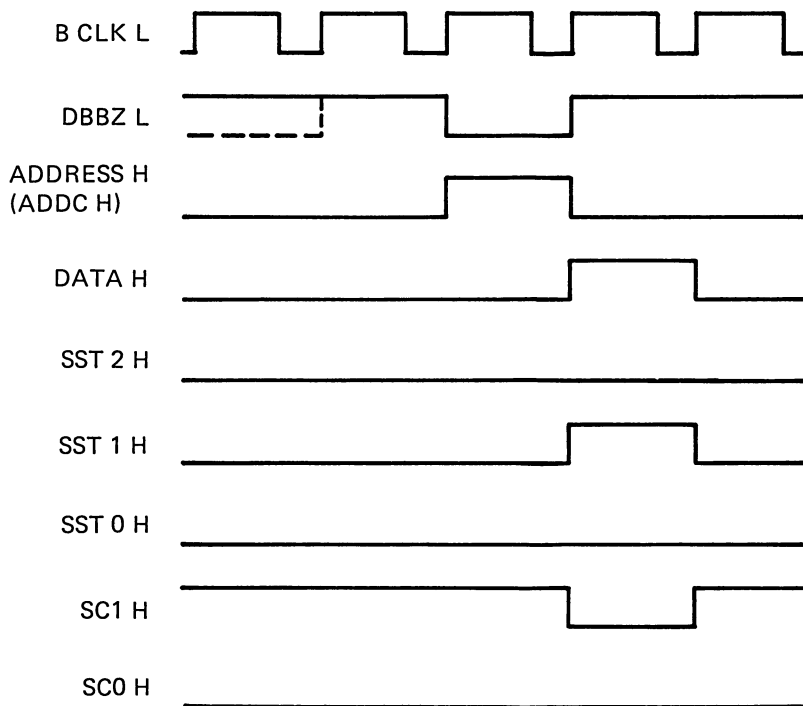 B CLK L
DBBZ L
ADDRESS H
(ADDC H)
DATA H
SST 2 H
SST 1 H
SST 0 H
SC1 H
SC0 H